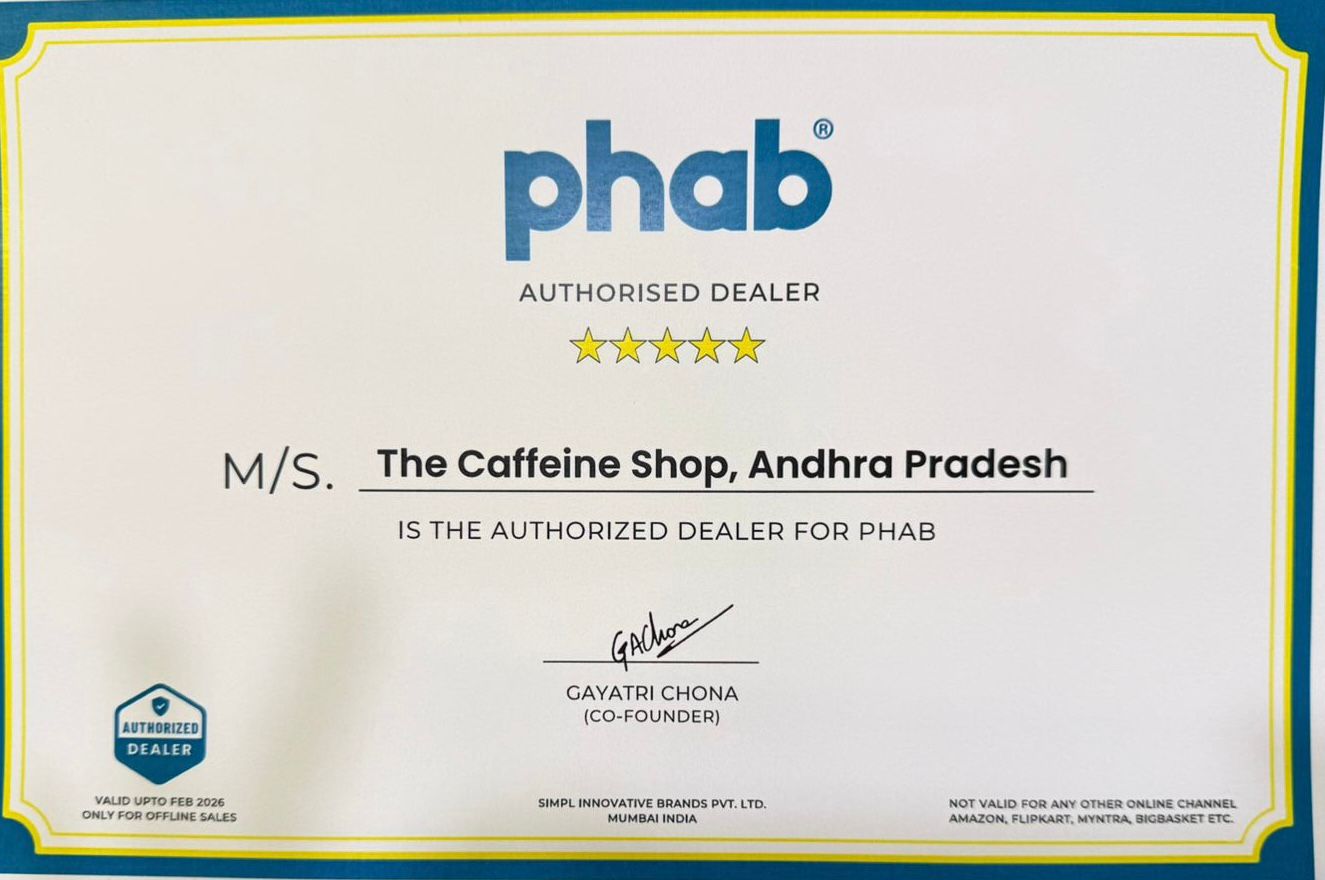 phab®
AUTHORISED DEALER
M/S. The Caffeine Shop, Andhra Pradesh
IS THE AUTHORIZED DEALER FOR PHAB
GAChona
GAYATRI CHONA
(CO-FOUNDER)
AUTHORIZED
DEALER
VALID UPTO FEB 2026
ONLY FOR OFFLINE SALES
SIMPL INNOVATIVE BRANDS PVT. LTD.
MUMBAI INDIA
NOT VALID FOR ANY OTHER ONLINE CHANNEL
AMAZON, FLIPKART, MYNTRA, BIGBASKET ETC.